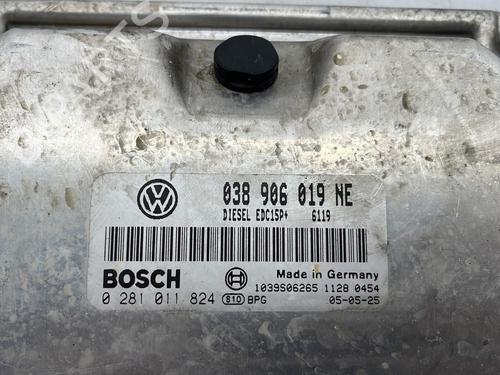 038 906 019 NE
DIESEL EDC15P+ 6119
BOSCH
Made in Germany
0 281 011 824
S10 BPG
1039S06265 1128 0454
05-05-25